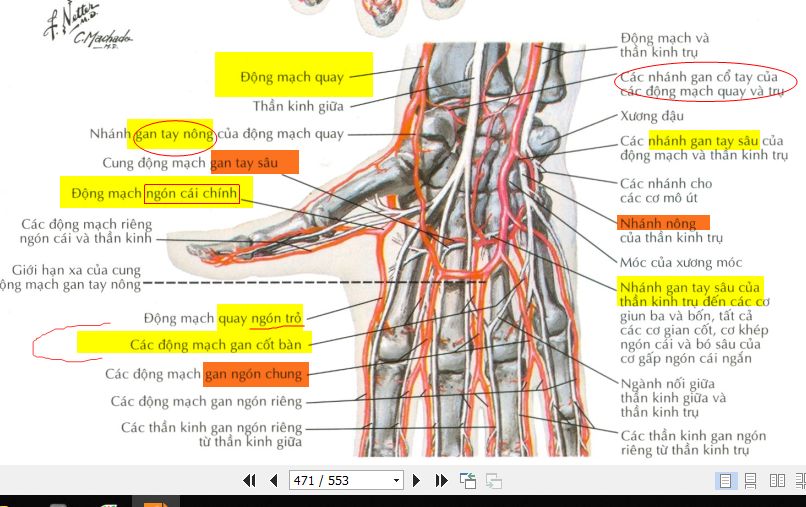 F. Netter
M.D.
C. Machado
M.D.
Động mạch quay
Thần kinh giữa
Nhánh gan tay nông của động mạch quay
Cung động mạch gan tay sâu
Động mạch ngón cái chính
Các động mạch riêng
ngón cái và thần kinh
Giới hạn xa của cung
ộng mạch gan tay nông
Động mạch quay ngón trỏ
Các động mạch gan cốt bàn
Các động mạch gan ngón chung
Các động mạch gan ngón riêng
Các thần kinh gan ngón riêng
từ thần kinh giữa
Động mạch và
thần kinh trụ
Các nhánh gan cổ tay của
các động mạch quay và trụ
Xương đậu
Các nhánh gan tay sâu của
động mạch và thần kinh trụ
Các nhánh cho
các cơ mô út
Nhánh nông
của thần kinh trụ
Móc của xương móc
Nhánh gan tay sâu của
thần kinh trụ đến các cơ
giun ba và bốn, tất cả
các cơ gian cốt, cơ khép
ngón cái và bó sâu của
cơ gấp ngón cái ngắn
Ngành nối giữa
thần kinh giữa và
thần kinh trụ
Các thần kinh gan ngón
riêng từ thần kinh trụ
471 / 553